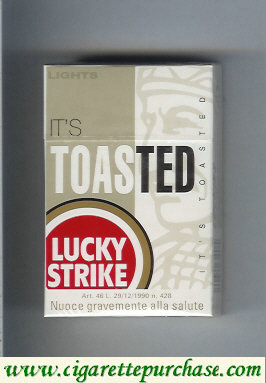 LIGHTS
IT'S
TOASTED
IT'S TOASTED
LUCKY
STRIKE
Art. 46 L. 29/12/1990 n. 428
Nuoce gravemente alla salute
www.cigarettepurchase.com